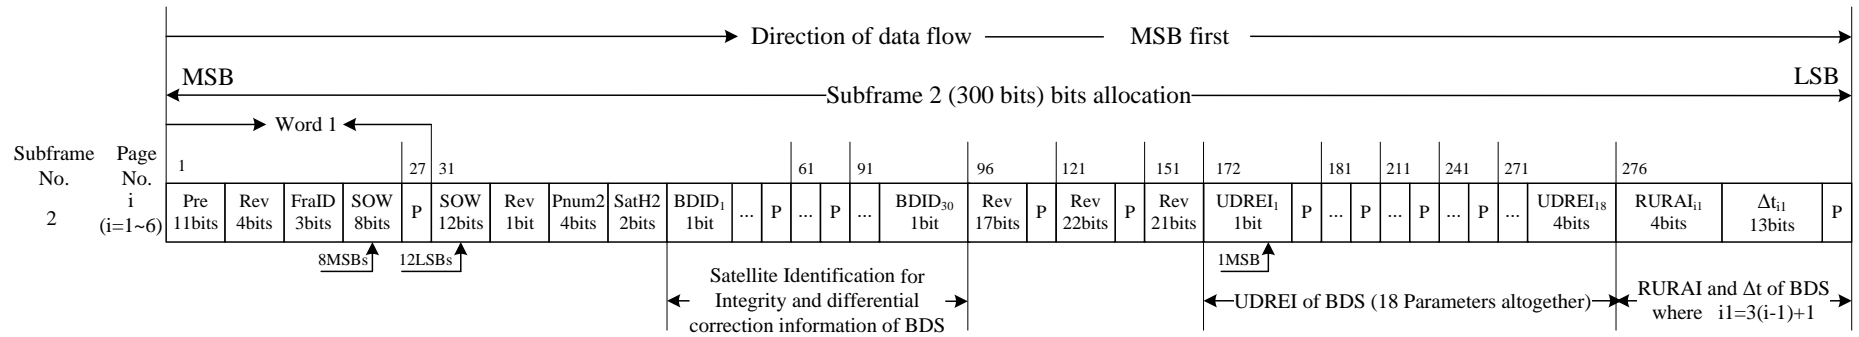 Direction of data flow MSB first
MSB LSB
Subframe 2 (300 bits) bits allocation
Word 1
Subframe No. Page No.
1 27 31 61 91 96 121 151 172 181 211 241 271 276
2 i (i=1~6)
Pre 11bits
Rev 4bits
FraID 3bits
SOW 8bits
P
SOW 12bits
Rev 1bit
Pnum2 4bits
SatH2 2bits
BDID₁ 1bit
...
P
...
P
...
BDID₃₀ 1bit
Rev 17bits
P
Rev 22bits
P
Rev 21bits
UDREI₁ 1bit
P
...
P
...
P
...
P
...
UDREI₁₈ 4bits
RURAIᵢ₁ 4bits
Δtᵢ₁ 13bits
P
8MSBs 12LSBs 1MSB
Satellite Identification for
Integrity and differential
correction information of BDS
UDREI of BDS (18 Parameters altogether)
RURAI and Δt of BDS
where i1=3(i-1)+1